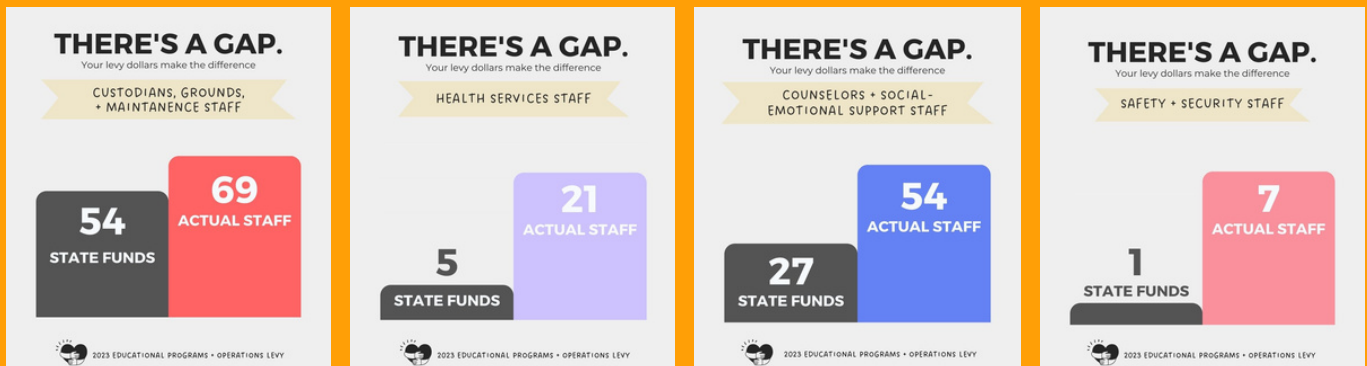 THERE'S A GAP.
Your levy dollars make the difference
CUSTODIANS, GROUNDS,
+ MAINTANENCE STAFF
54
STATE FUNDS
69
ACTUAL STAFF
2023 EDUCATIONAL PROGRAMS + OPERATIONS LEVY
THERE'S A GAP.
Your levy dollars make the difference
HEALTH SERVICES STAFF
5
STATE FUNDS
21
ACTUAL STAFF
2023 EDUCATIONAL PROGRAMS + OPERATIONS LEVY
THERE'S A GAP.
Your levy dollars make the difference
COUNSELORS + SOCIAL-
EMOTIONAL SUPPORT STAFF
27
STATE FUNDS
54
ACTUAL STAFF
2023 EDUCATIONAL PROGRAMS + OPERATIONS LEVY
THERE'S A GAP.
Your levy dollars make the difference
SAFETY + SECURITY STAFF
1
STATE FUNDS
7
ACTUAL STAFF
2023 EDUCATIONAL PROGRAMS + OPERATIONS LEVY